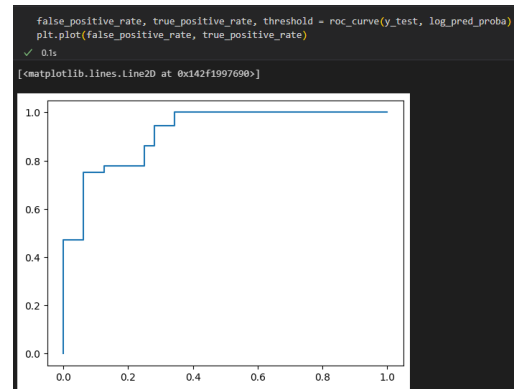 false_positive_rate, true_positive_rate, threshold = roc_curve(y_test, log_pred_proba)
plt.plot(false_positive_rate, true_positive_rate)
✓ 0.1s
[<matplotlib.lines.Line2D at 0x142f1997690>]
1.0
0.8
0.6
0.4
0.2
0.0
0.0 0.2 0.4 0.6 0.8 1.0